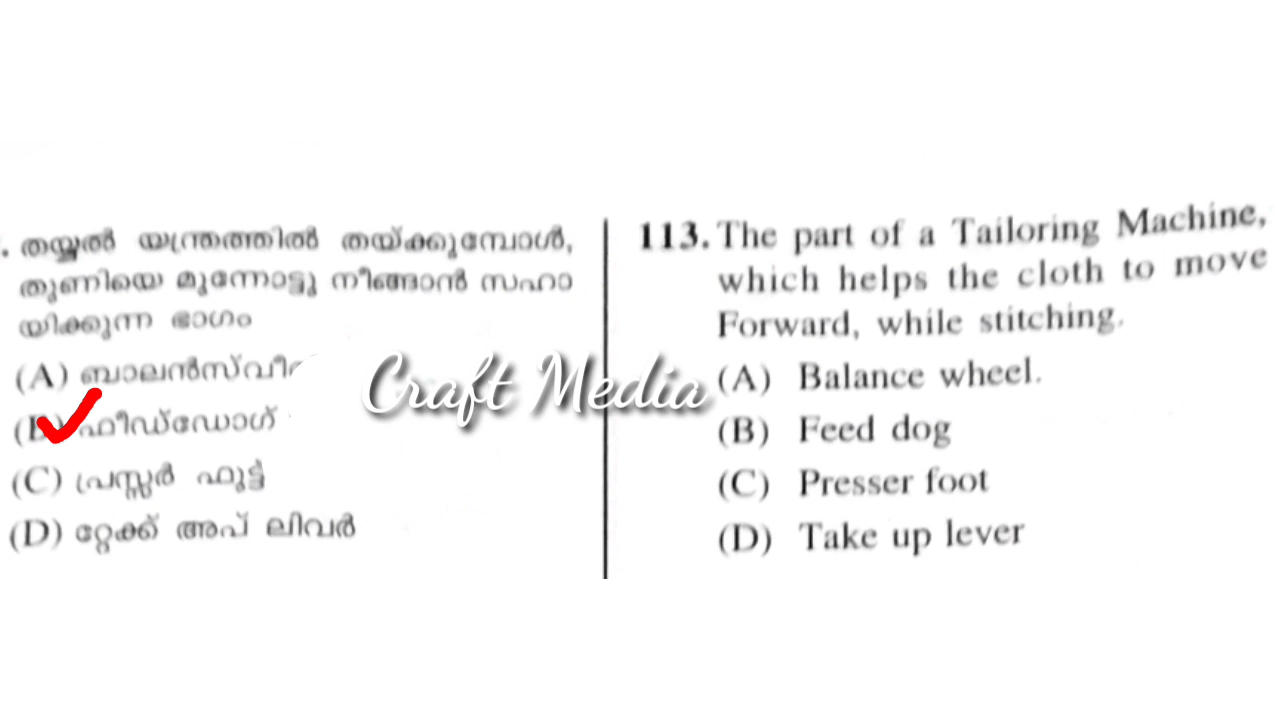 . തയ്യൽ യന്ത്രത്തിൽ തയ്ക്കുമ്പോൾ,
തുണിയെ മുന്നോട്ടു നീങ്ങാൻ സഹാ
യിക്കുന്ന ഭാഗം
(A) ബാലൻസ്‌വീ
(B) ഫീഡ്ഡോഗ്
(C) പ്രസ്സർ ഫുട്ട്
(D) റ്റേക്ക് അപ് ലിവർ
Craft Media
113. The part of a Tailoring Machine,
which helps the cloth to move
Forward, while stitching.
(A) Balance wheel.
(B) Feed dog
(C) Presser foot
(D) Take up lever